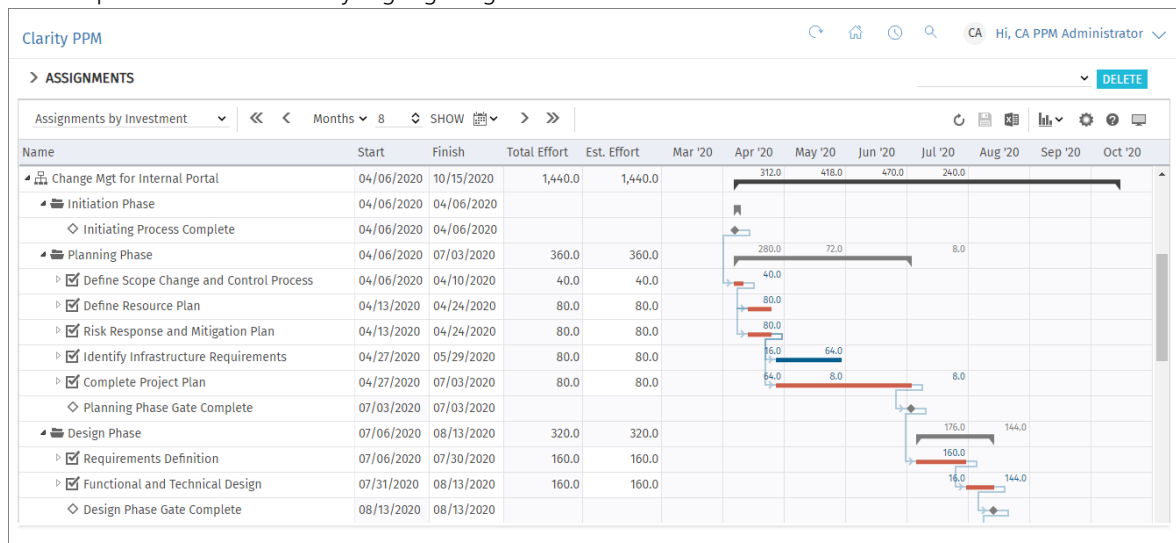 Clarity PPM CA Hi, CA PPM Administrator
ASSIGNMENTS DELETE
Assignments by Investment Months 8 SHOW
Name Start Finish Total Effort Est. Effort Mar '20 Apr '20 May '20 Jun '20 Jul '20 Aug '20 Sep '20 Oct '20
Change Mgt for Internal Portal 04/06/2020 10/15/2020 1,440.0 1,440.0 312.0 418.0 470.0 240.0
Initiation Phase 04/06/2020 04/06/2020
Initiating Process Complete 04/06/2020 04/06/2020
Planning Phase 04/06/2020 07/03/2020 360.0 360.0 280.0 72.0 8.0
Define Scope Change and Control Process 04/06/2020 04/10/2020 40.0 40.0 40.0
Define Resource Plan 04/13/2020 04/24/2020 80.0 80.0 80.0
Risk Response and Mitigation Plan 04/13/2020 04/24/2020 80.0 80.0 80.0
Identify Infrastructure Requirements 04/27/2020 05/29/2020 80.0 80.0 16.0 64.0
Complete Project Plan 04/27/2020 07/03/2020 80.0 80.0 64.0 8.0 8.0
Planning Phase Gate Complete 07/03/2020 07/03/2020
Design Phase 07/06/2020 08/13/2020 320.0 320.0 176.0 144.0
Requirements Definition 07/06/2020 07/30/2020 160.0 160.0 160.0
Functional and Technical Design 07/31/2020 08/13/2020 160.0 160.0 16.0 144.0
Design Phase Gate Complete 08/13/2020 08/13/2020